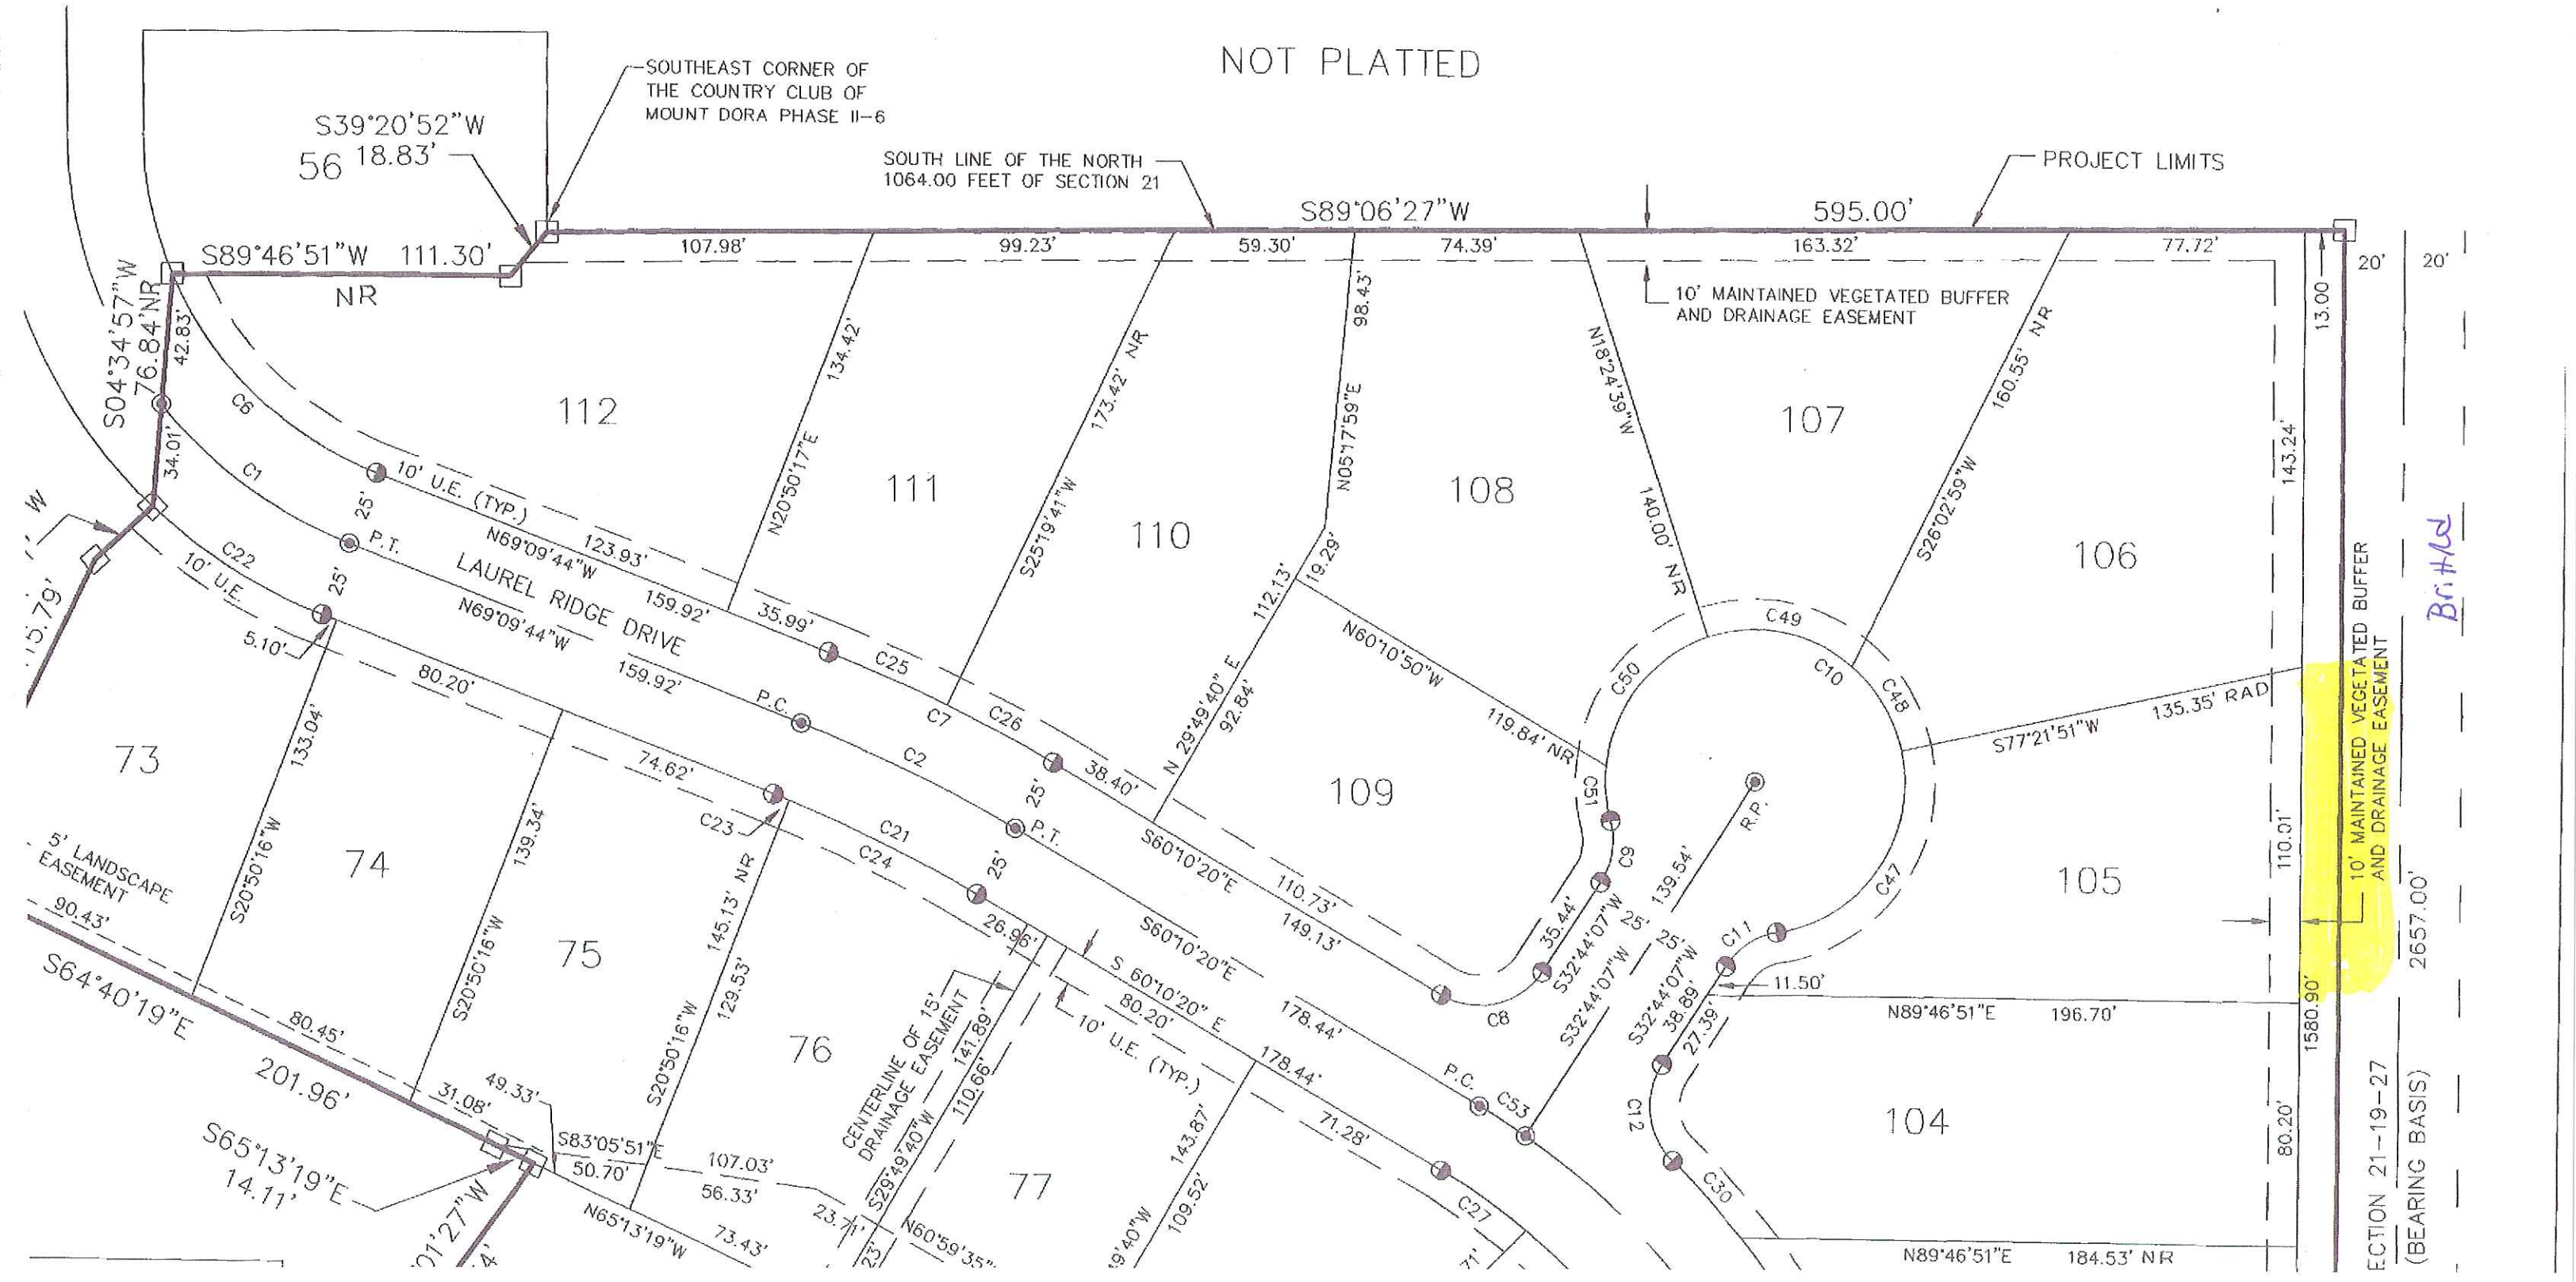 NOT PLATTED
SOUTHEAST CORNER OF
THE COUNTRY CLUB OF
MOUNT DORA PHASE II-6
S39°20'52"W
56
18.83'
SOUTH LINE OF THE NORTH
1064.00 FEET OF SECTION 21
PROJECT LIMITS
S89°06'27"W
595.00'
S89°46'51"W 111.30'
NR
107.98'
99.23'
59.30'
74.39'
163.32'
77.72'
20'
20'
13.00
10' MAINTAINED VEGETATED BUFFER
AND DRAINAGE EASEMENT
S04°34'57"W
76.84'NR
42.83'
34.01'
C6
C1
C22
10' U.E.
25'
25'
P.T.
5.10'
10' U.E. (TYP.)
123.93'
N69°09'44"W
159.92'
35.99'
LAUREL RIDGE DRIVE
N69°09'44"W
159.92'
P.C.
112
134.42'
N20°50'17"E
111
173.42' NR
S25°19'41"W
110
98.43'
N05°17'59"E
19.29'
112.13'
N 29°49'40" E
92.84'
108
N18°24'39"W
140.00' NR
107
160.55' NR
S26°02'59"W
106
143.24'
N60°10'50"W
119.84' NR
109
C49
C10
C48
C50
C51
C9
C47
C11
R.P.
139.54'
S77°21'51"W
135.35' RAD
105
110.01'
10' MAINTAINED VEGETATED BUFFER
AND DRAINAGE EASEMENT
2657.00'
C25
C7
C26
C2
38.40'
25'
P.T.
25'
S60°10'20"E
110.73'
149.13'
S60°10'20"E
C8
35.44'
S32°44'07"W
25'
25'
S32°44'07"W
S32°44'07"W
38.89'
27.39'
11.50'
N89°46'51"E
196.70'
1580.90'
104
80.20'
C12
C30
N89°46'51"E
184.53' NR
ECTION 21-19-27
(BEARING BASIS)
W
15.79'
73
133.04'
S20°50'16"W
80.20'
74
139.34'
S20°50'16"W
74.62'
C23
C21
C24
26.96'
75
145.13' NR
129.53'
S20°50'16"W
76
5' LANDSCAPE
EASEMENT
90.43'
S64°40'19"E
201.96'
80.45'
31.08'
49.33'
S65°13'19"E
14.11'
01'27"W
S83°05'51"E
50.70'
107.03'
56.33'
23.71'
N65°13'19"W
73.43'
N60°59'35"
CENTERLINE OF 15'
DRAINAGE EASEMENT
141.89'
110.66'
S29°49'40"W
S 60°10'20" E
80.20'
10' U.E. (TYP.)
178.44'
178.44'
71.28'
P.C.
C53
C27
77
143.87'
109.52'
49'40"W
23'
71'